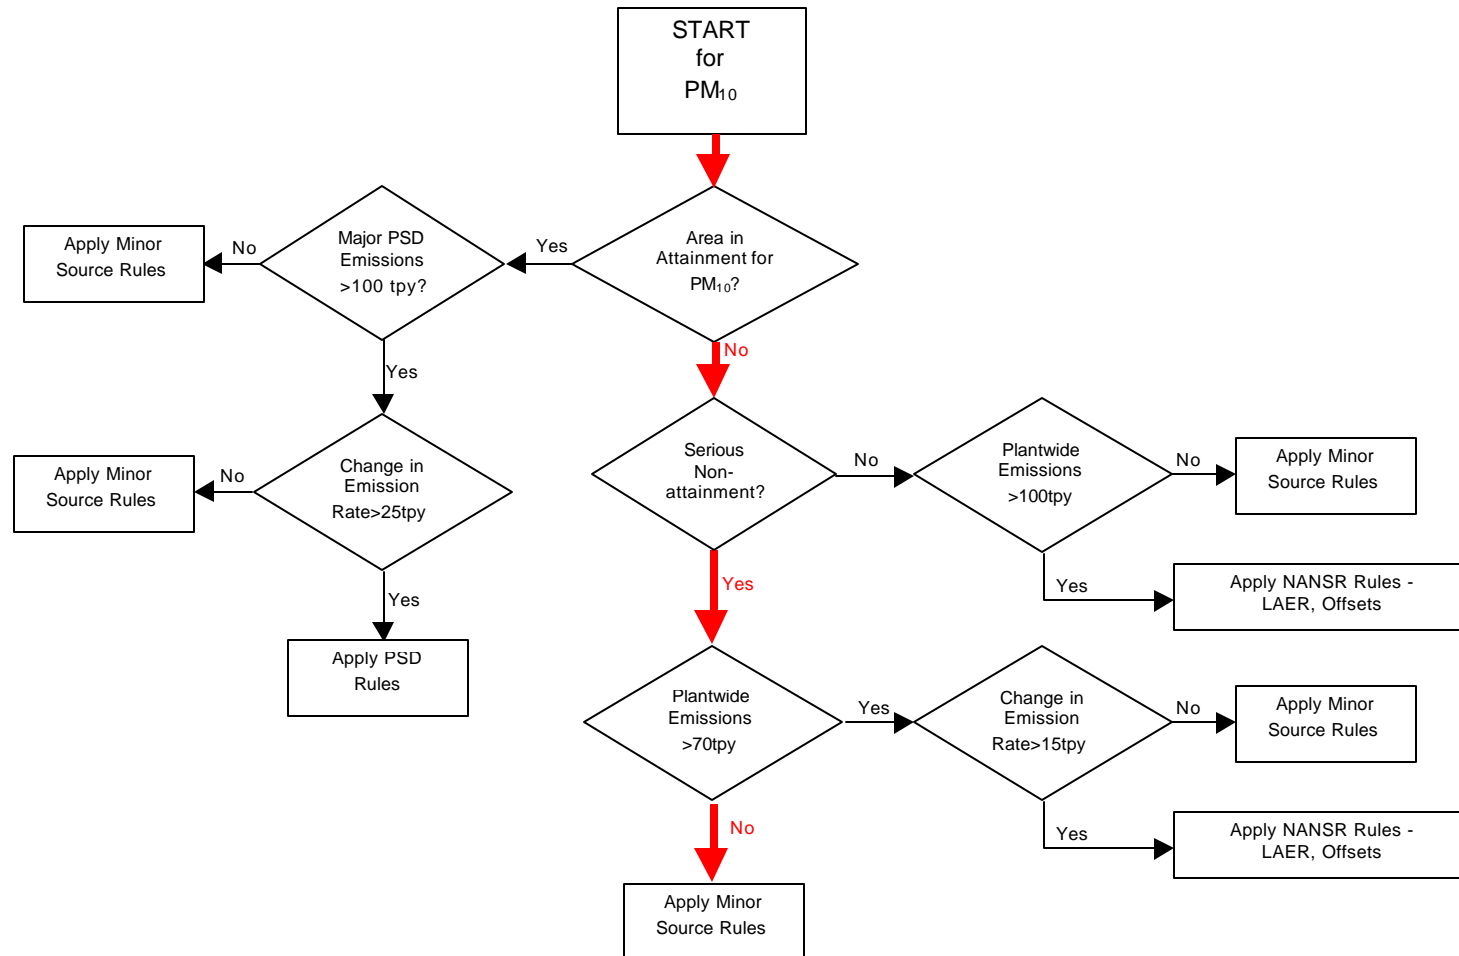 START
for
PM₁₀
Area in
Attainment for
PM₁₀?
Yes
Major PSD
Emissions
>100 tpy?
No
Apply Minor
Source Rules
Yes
Change in
Emission
Rate>25tpy
No
Apply Minor
Source Rules
Yes
Apply PSD
Rules
No
Serious
Non-
attainment?
No
Plantwide
Emissions
>100tpy
No
Apply Minor
Source Rules
Yes
Apply NANSR Rules -
LAER, Offsets
Yes
Plantwide
Emissions
>70tpy
Yes
Change in
Emission
Rate>15tpy
No
Apply Minor
Source Rules
Yes
Apply NANSR Rules -
LAER, Offsets
No
Apply Minor
Source Rules